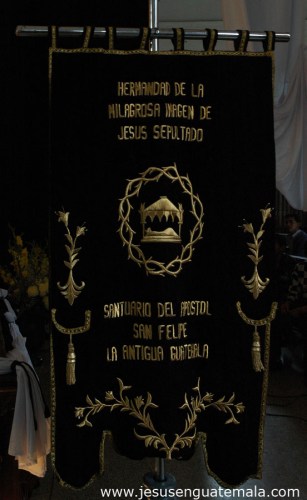 HERMANDAD DE LA
MILAGROSA IMAGEN DE
JESUS SEPULTADO
SANTUARIO DEL APOSTOL
SAN FELIPE
LA ANTIGUA GUATEMALA
www.jesusenguatemala.com